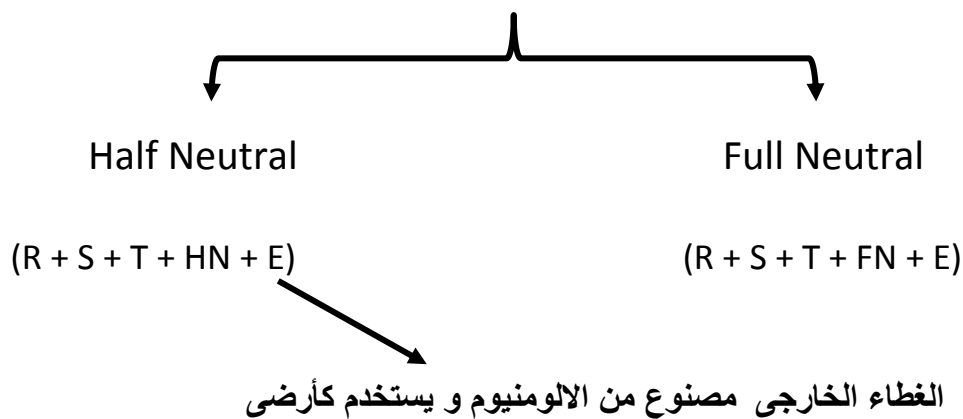 Half Neutral
Full Neutral
(R + S + T + HN + E)
(R + S + T + FN + E)
الغطاء الخارجى مصنوع من الالومنيوم و يستخدم كأرضى